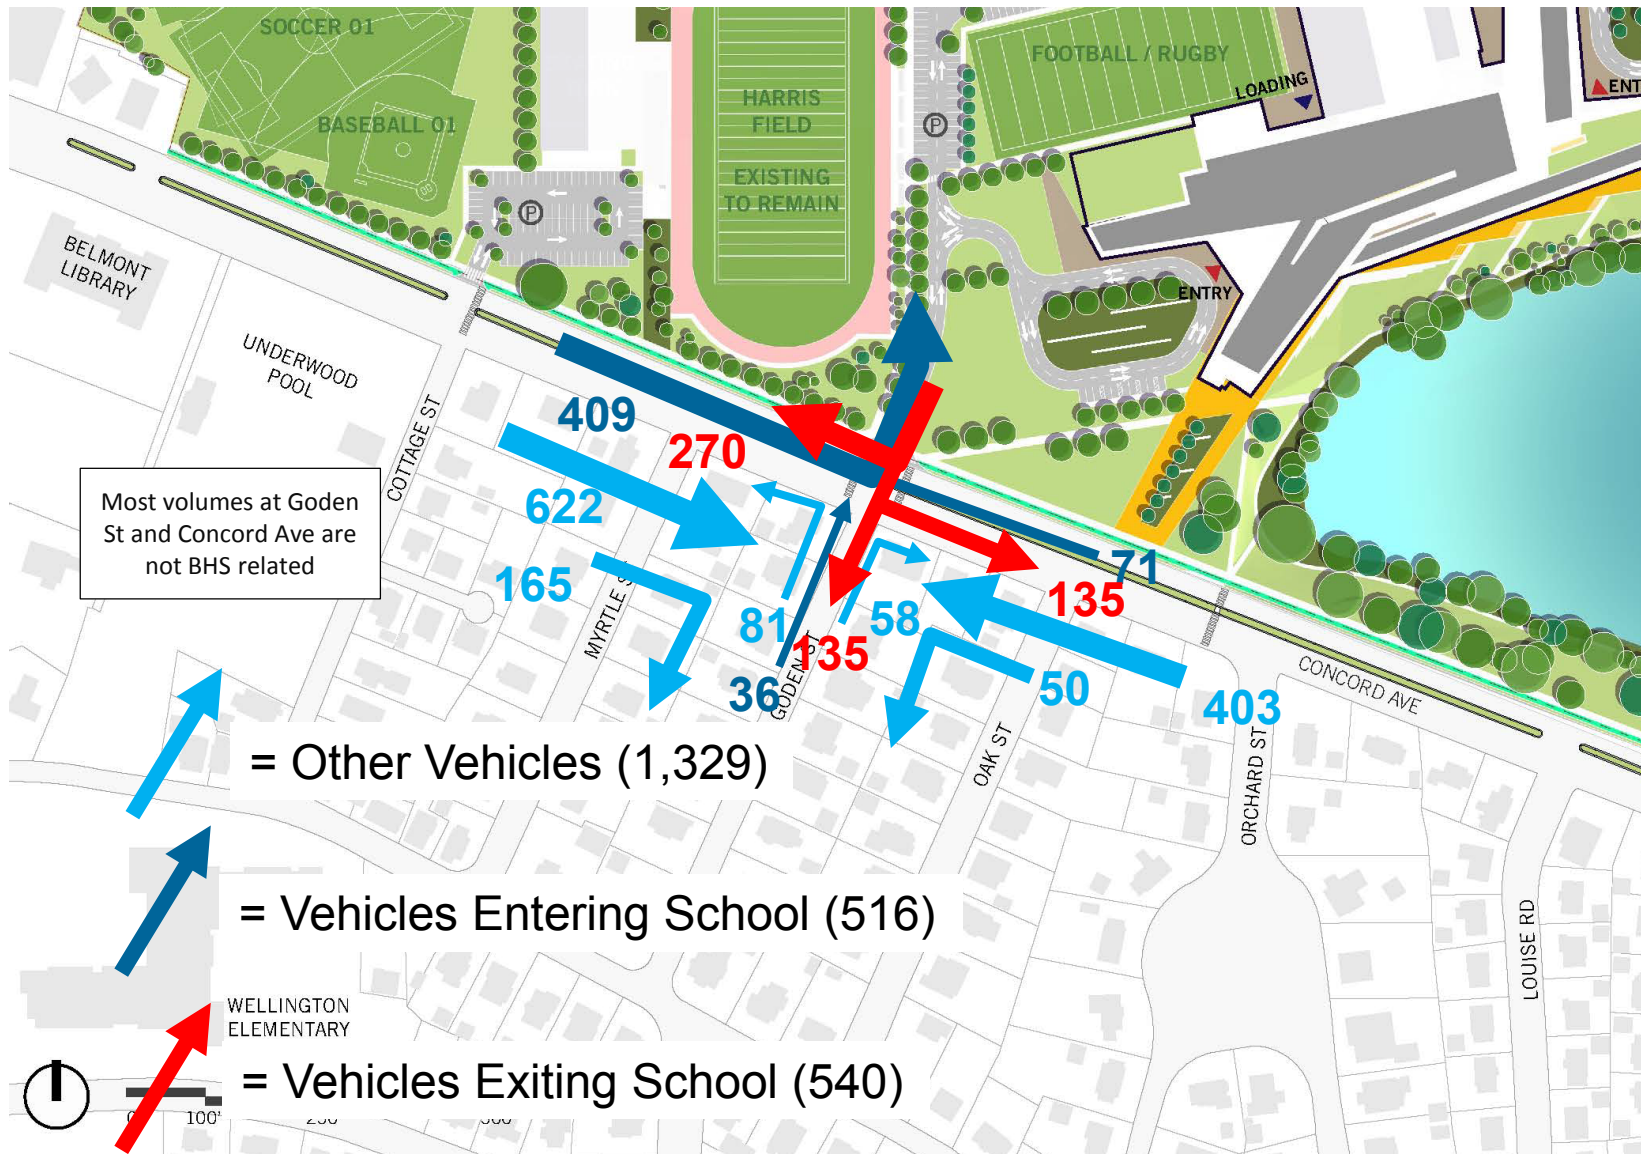 SOCCER 01
BASEBALL 01
HARRIS
FIELD
EXISTING
TO REMAIN
P
P
FOOTBALL / RUGBY
LOADING
ENT
ENTRY
BELMONT
LIBRARY
UNDERWOOD
POOL
COTTAGE ST
Most volumes at Goden
St and Concord Ave are
not BHS related
409
270
622
165
81
135
58
36
71
135
50
403
MYRTLE S
GODEN ST
OAK ST
ORCHARD ST
CONCORD AVE
LOUISE RD
= Other Vehicles (1,329)
= Vehicles Entering School (516)
WELLINGTON
ELEMENTARY
= Vehicles Exiting School (540)
100'